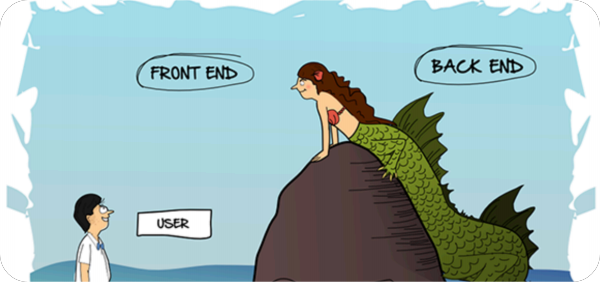 FRONT END
BACK END
USER